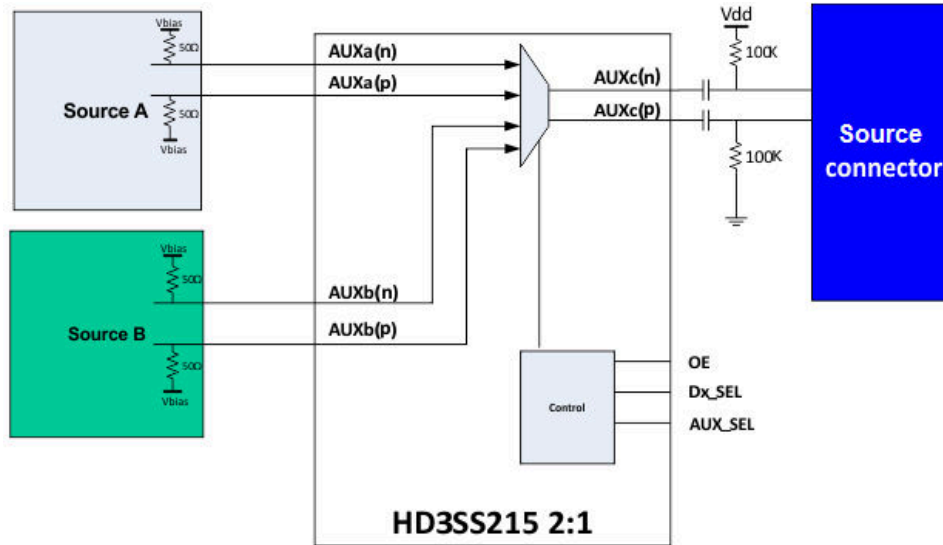 Vbias
50Ω
Source A
50Ω
Vbias
AUXa(n)
AUXa(p)
AUXc(n)
AUXc(p)
Vdd
100K
100K
Source
connector
Vbias
50Ω
Source B
50Ω
Vbias
AUXb(n)
AUXb(p)
Control
OE
Dx_SEL
AUX_SEL
HD3SS215 2:1